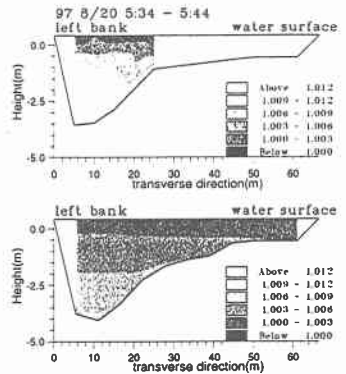 97 8/20 5:34 - 5:44
left bank water surface
0.0
-2.5
-5.0
Height(m)
Above 1.012
1.009 - 1.012
1.006 - 1.009
1.003 - 1.006
1.000 - 1.003
Below 1.000
0 10 20 30 40 50 60
transverse direction(m)
left bank water surface
0.0
-2.5
-5.0
Height(m)
Above 1.012
1.009 - 1.012
1.006 - 1.009
1.003 - 1.006
1.000 - 1.003
Below 1.000
0 10 20 30 40 50 60
transverse direction(m)